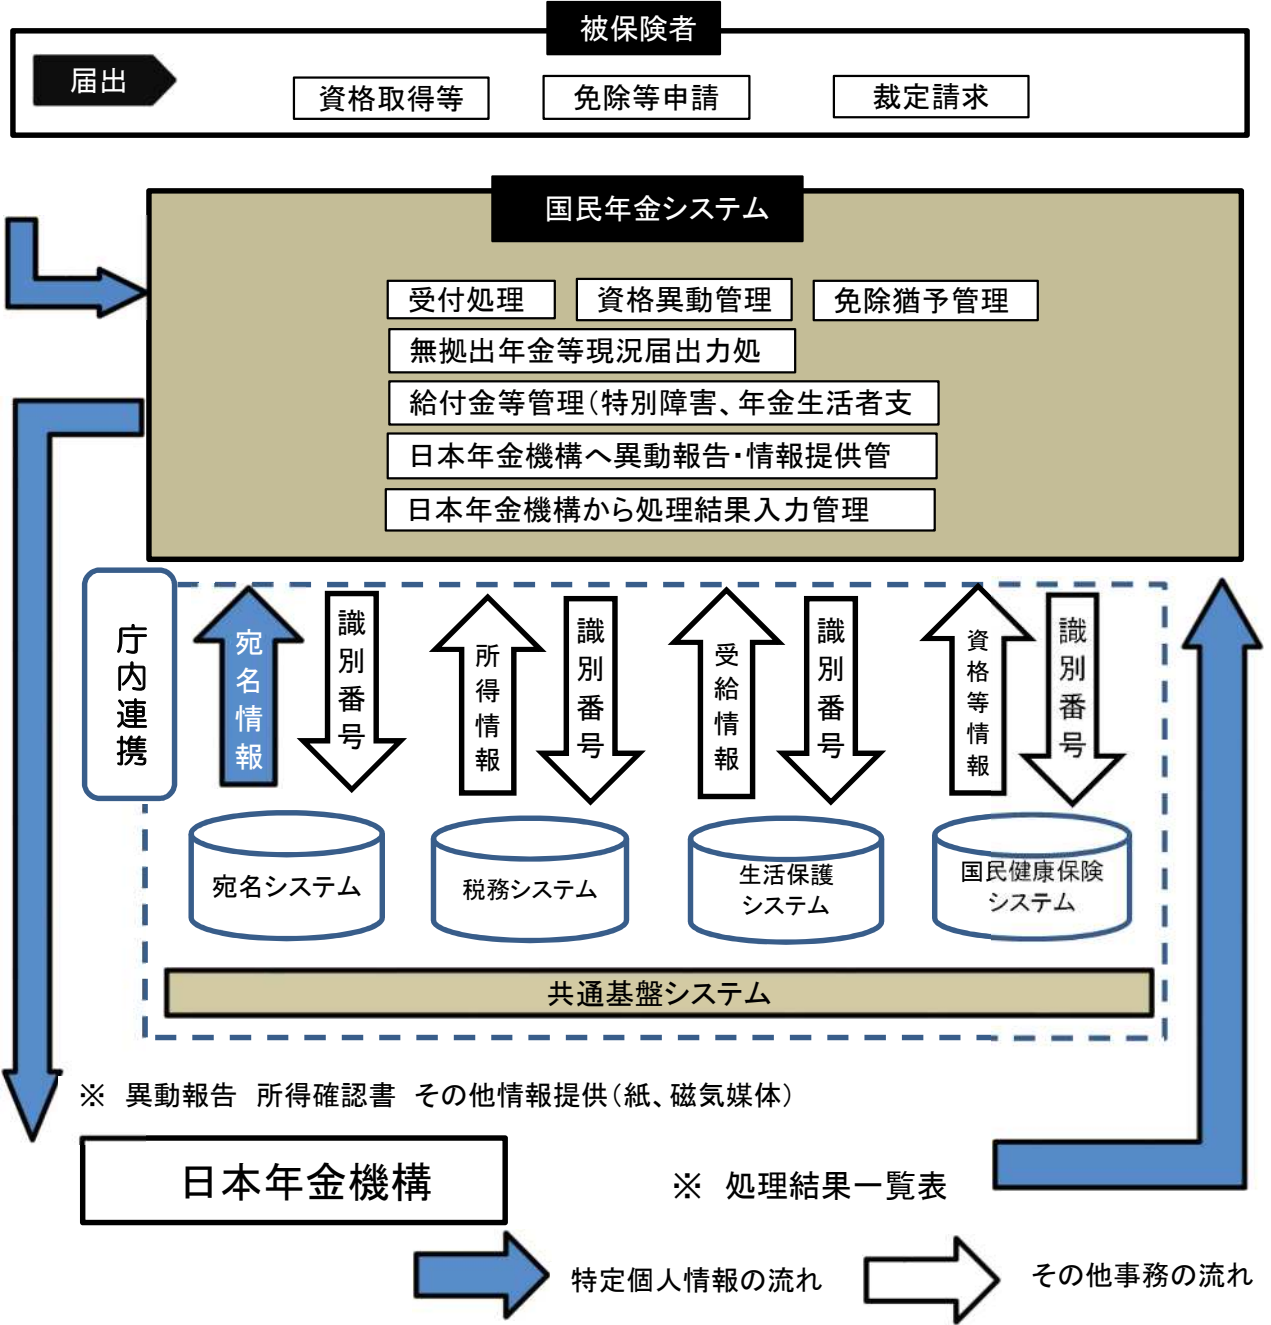 被保険者
届出
資格取得等
免除等申請
裁定請求
国民年金システム
受付処理
資格異動管理
免除猶予管理
無拠出年金等現況届出力処
給付金等管理(特別障害、年金生活者支
日本年金機構へ異動報告・情報提供管
日本年金機構から処理結果入力管理
庁内連携
宛名情報
識別番号
所得情報
識別番号
受給情報
識別番号
資格等情報
識別番号
宛名システム
税務システム
生活保護
システム
国民健康保険
システム
共通基盤システム
※ 異動報告 所得確認書 その他情報提供(紙、磁気媒体)
日本年金機構
※ 処理結果一覧表
特定個人情報の流れ
その他事務の流れ